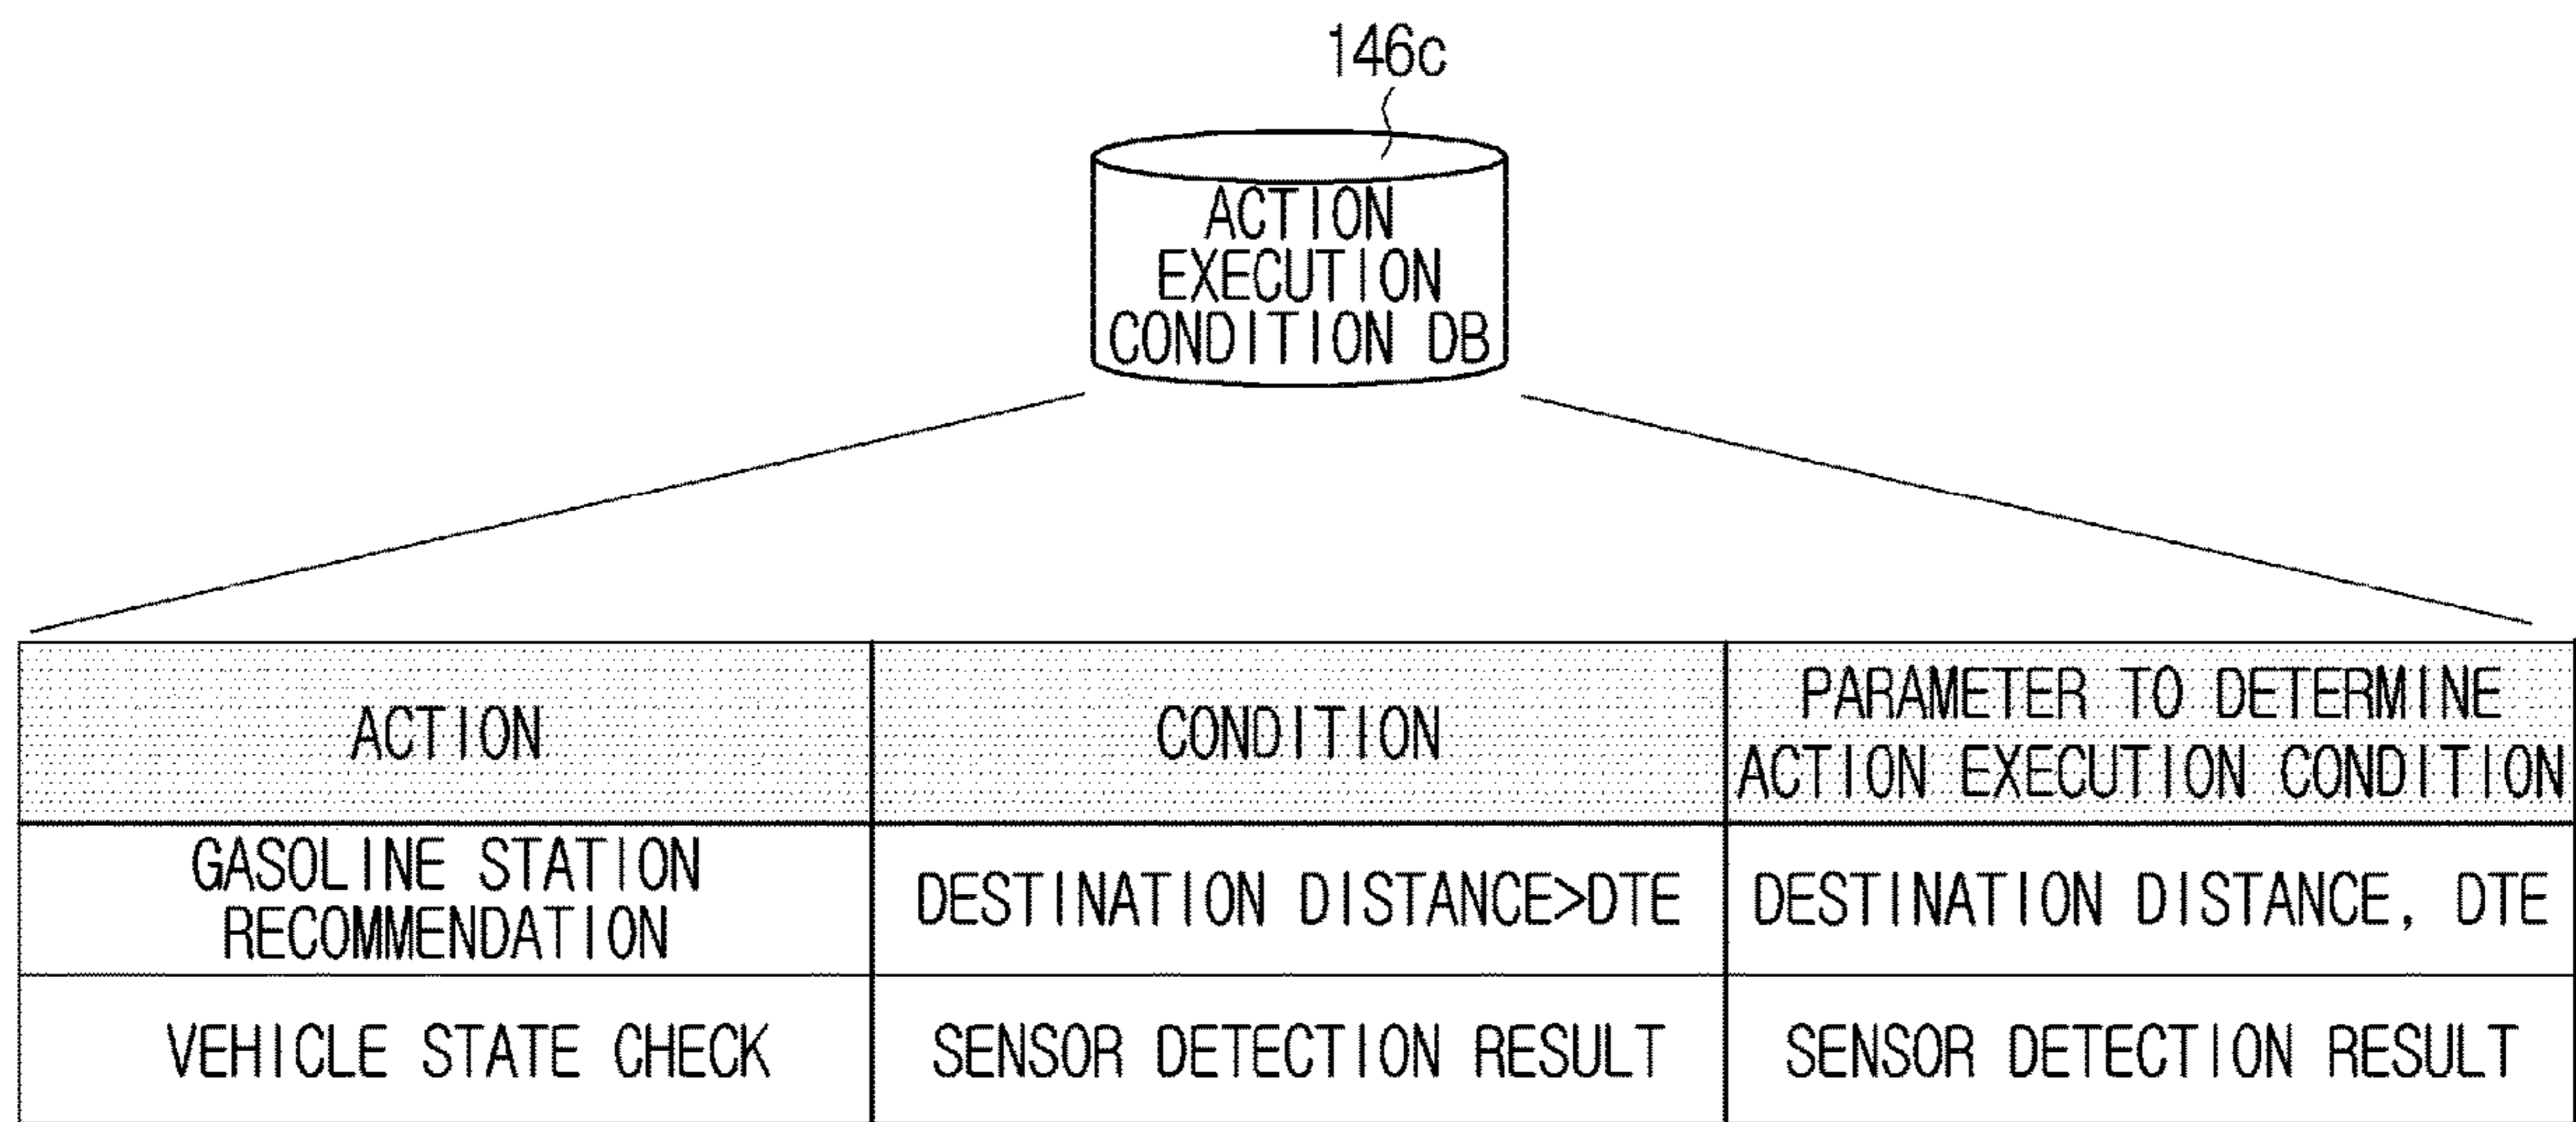 146c
ACTION
EXECUTION
CONDITION DB
ACTION
CONDITION
PARAMETER TO DETERMINE
ACTION EXECUTION CONDITION
GASOLINE STATION
RECOMMENDATION
DESTINATION DISTANCE>DTE
DESTINATION DISTANCE, DTE
VEHICLE STATE CHECK
SENSOR DETECTION RESULT
SENSOR DETECTION RESULT